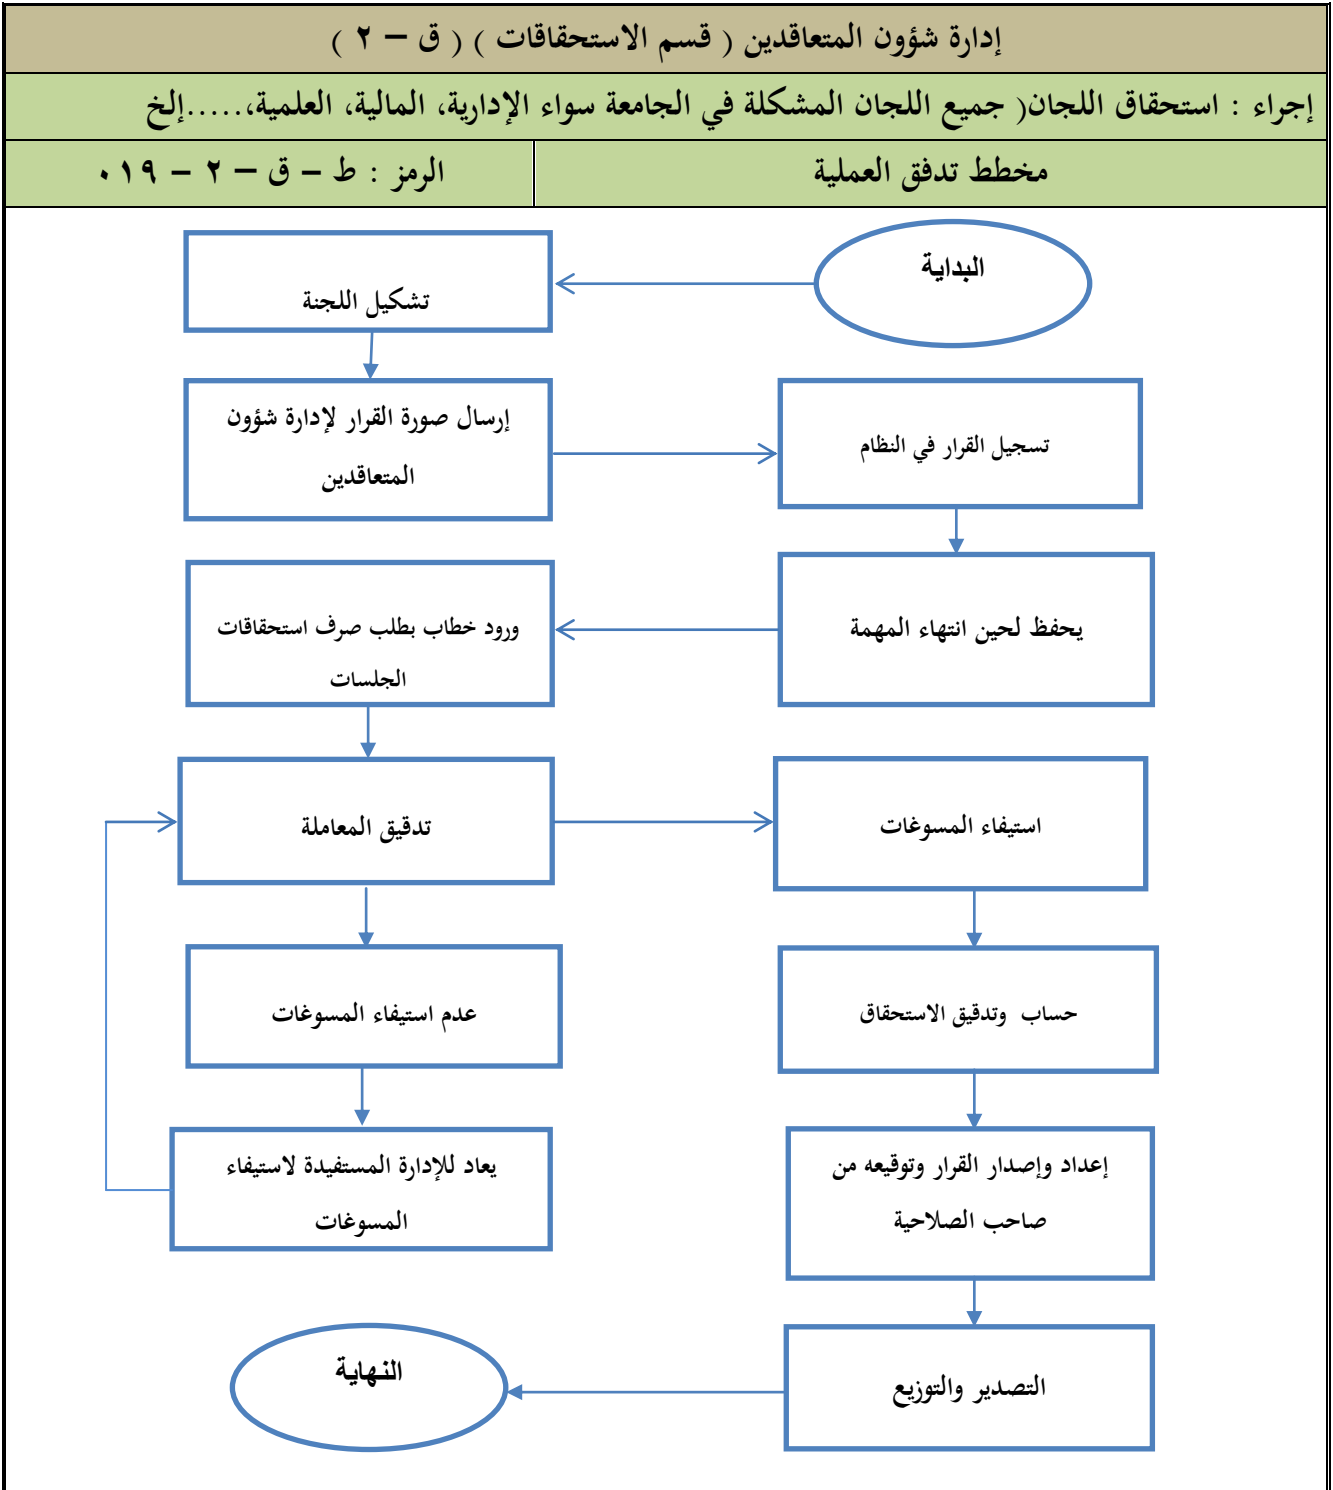 إدارة شؤون المتعاقدين ( قسم الاستحقاقات ) ( ق – ٢ )
إجراء : استحقاق اللجان( جميع اللجان المشكلة في الجامعة سواء الإدارية، المالية، العلمية،.....إلخ
مخطط تدفق العملية
الرمز : ط – ق – ٢ – ٠١٩
البداية
تشكيل اللجنة
إرسال صورة القرار لإدارة شؤون
المتعاقدين
تسجيل القرار في النظام
يحفظ لحين انتهاء المهمة
ورود خطاب بطلب صرف استحقاقات
الجلسات
تدقيق المعاملة
استيفاء المسوغات
عدم استيفاء المسوغات
حساب وتدقيق الاستحقاق
يعاد للإدارة المستفيدة لاستيفاء
المسوغات
إعداد وإصدار القرار وتوقيعه من
صاحب الصلاحية
التصدير والتوزيع
النهاية